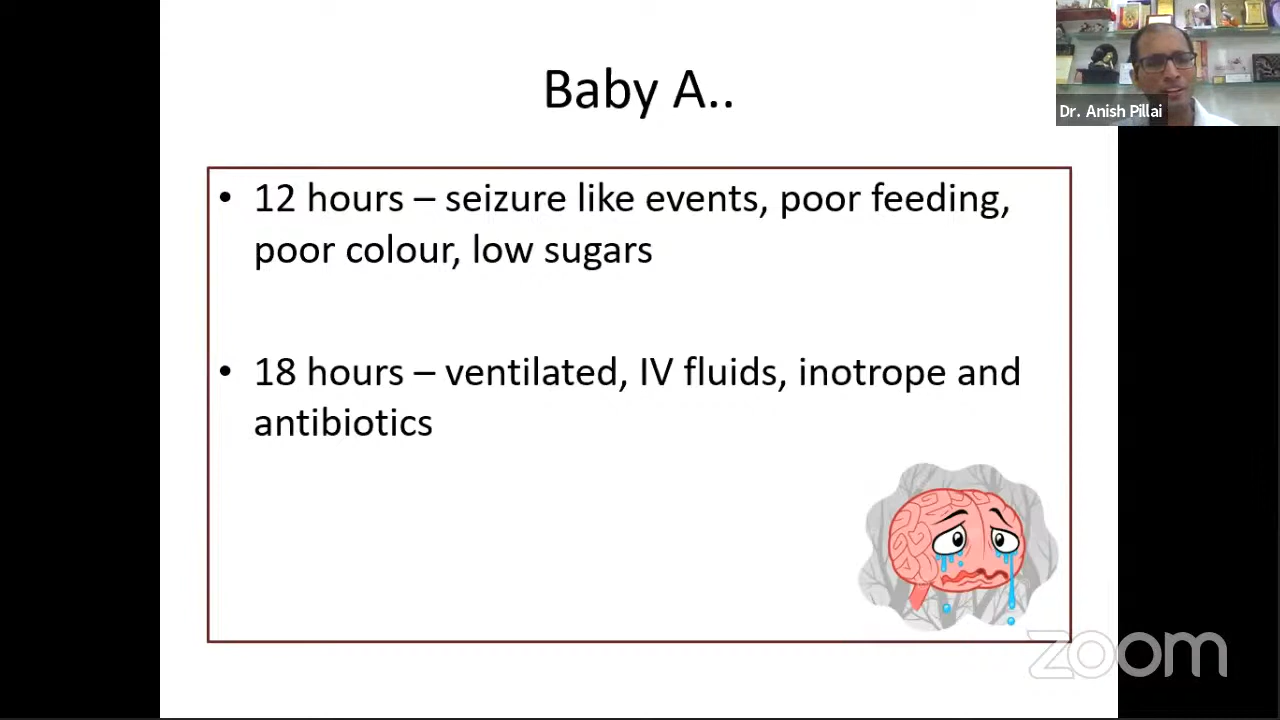 Baby A..
Dr. Anish Pillai
• 12 hours – seizure like events, poor feeding,
poor colour, low sugars
• 18 hours – ventilated, IV fluids, inotrope and
antibiotics
zoom